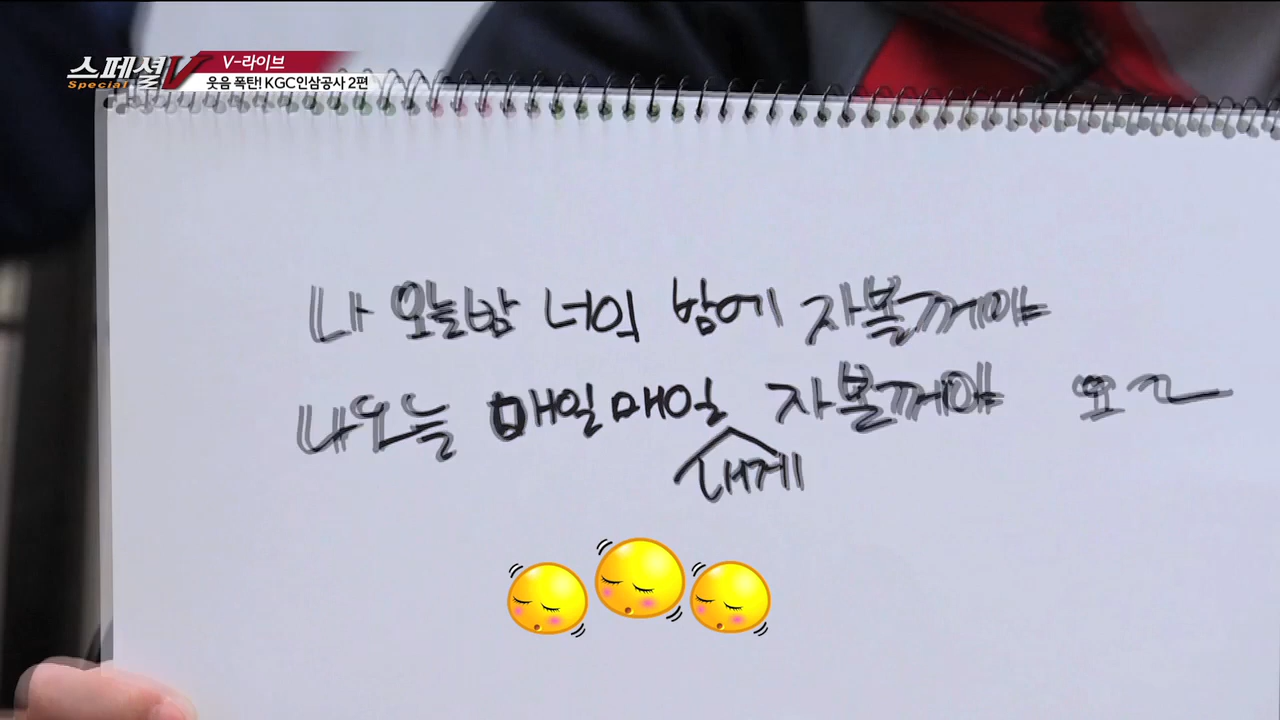 스페셜V
Special
V-라이브
웃음 폭탄! KGC인삼공사 2편
나 오늘밤 너의 밤에 자볼께야
나오늘 매일매일 자볼께야 오~
내게